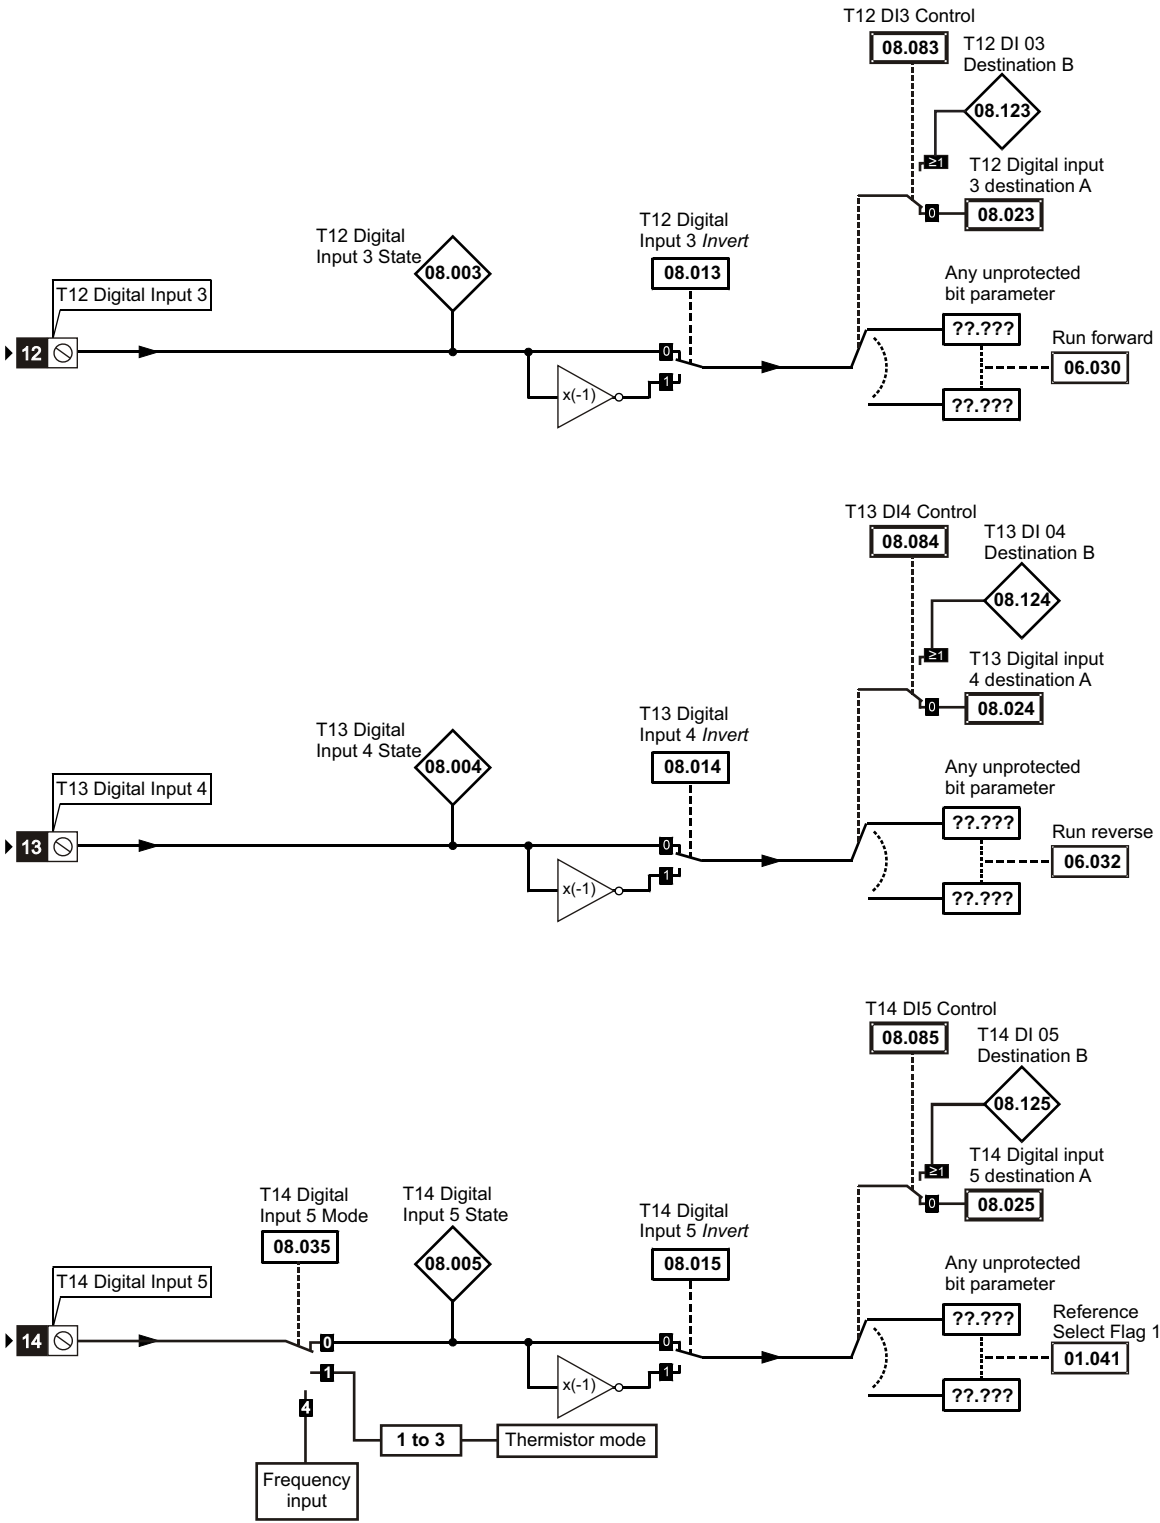 T12 DI3 Control
08.083
T12 DI 03
Destination B
08.123
≥1
T12 Digital input
3 destination A
0
08.023
T12 Digital
Input 3 State
08.003
T12 Digital
Input 3 Invert
08.013
Any unprotected
bit parameter
T12 Digital Input 3
12
0
1
x(-1)
??.???
Run forward
06.030
??.???
T13 DI4 Control
08.084
T13 DI 04
Destination B
08.124
≥1
T13 Digital input
4 destination A
0
08.024
T13 Digital
Input 4 State
08.004
T13 Digital
Input 4 Invert
08.014
Any unprotected
bit parameter
T13 Digital Input 4
13
0
1
x(-1)
??.???
Run reverse
06.032
??.???
T14 DI5 Control
08.085
T14 DI 05
Destination B
08.125
≥1
T14 Digital input
5 destination A
0
08.025
T14 Digital
Input 5 Mode
08.035
T14 Digital
Input 5 State
08.005
T14 Digital
Input 5 Invert
08.015
Any unprotected
bit parameter
T14 Digital Input 5
14
0
1
4
0
1
x(-1)
??.???
Reference
Select Flag 1
01.041
??.???
1 to 3
Thermistor mode
Frequency
input